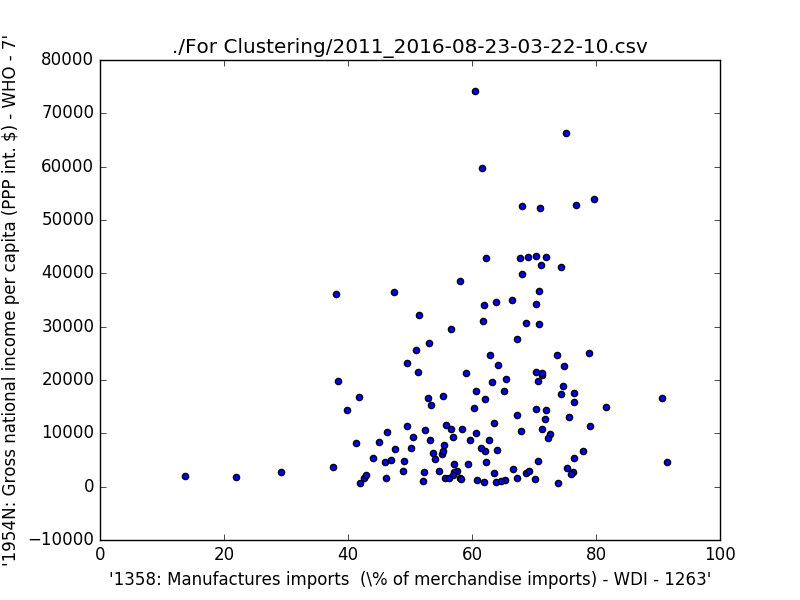 ./For Clustering/2011_2016-08-23-03-22-10.csv
'1954N: Gross national income per capita (PPP int. $) - WHO - 7'
80000
70000
60000
50000
40000
30000
20000
10000
0
−10000
0 20 40 60 80 100
'1358: Manufactures imports  (\% of merchandise imports) - WDI - 1263'